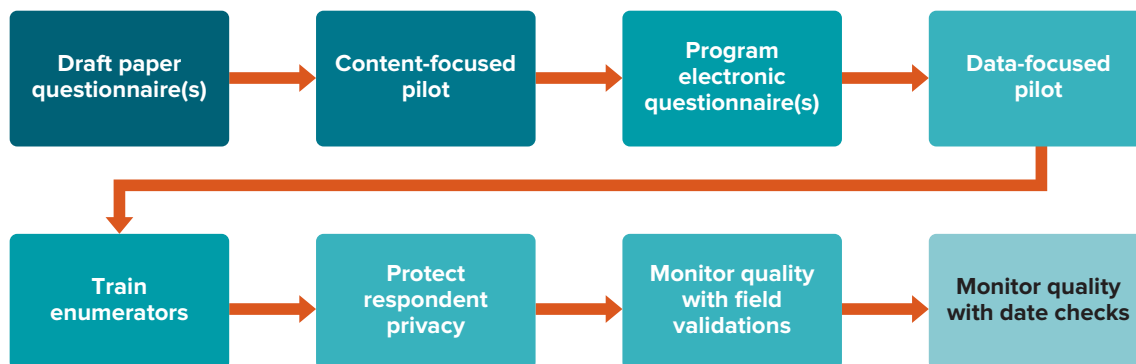 Draft paper
questionnaire(s)
Content-focused
pilot
Program
electronic
questionnaire(s)
Data-focused
pilot
Train
enumerators
Protect
respondent
privacy
Monitor quality
with field
validations
Monitor quality
with date checks